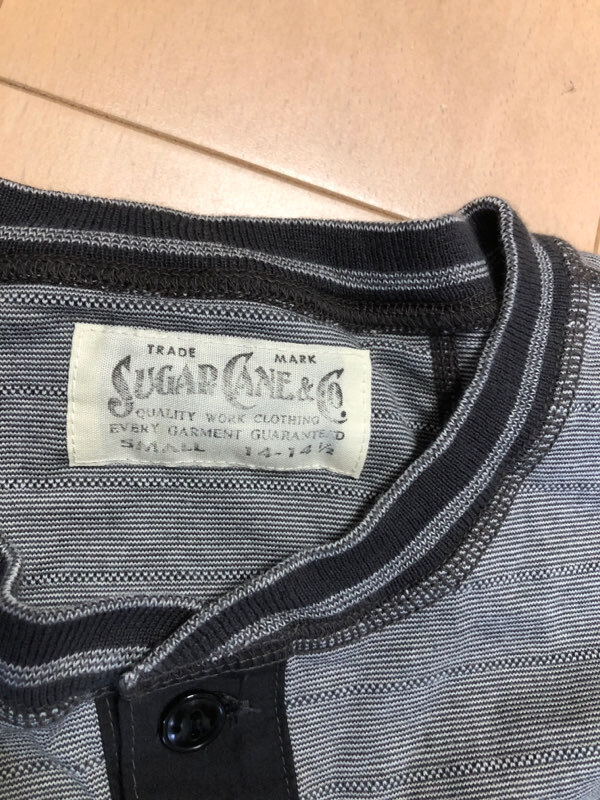 TRADE MARK
SUGAR CANE & CO.
QUALITY WORK CLOTHING
EVERY GARMENT GUARANTEED
SMALL 14-14½